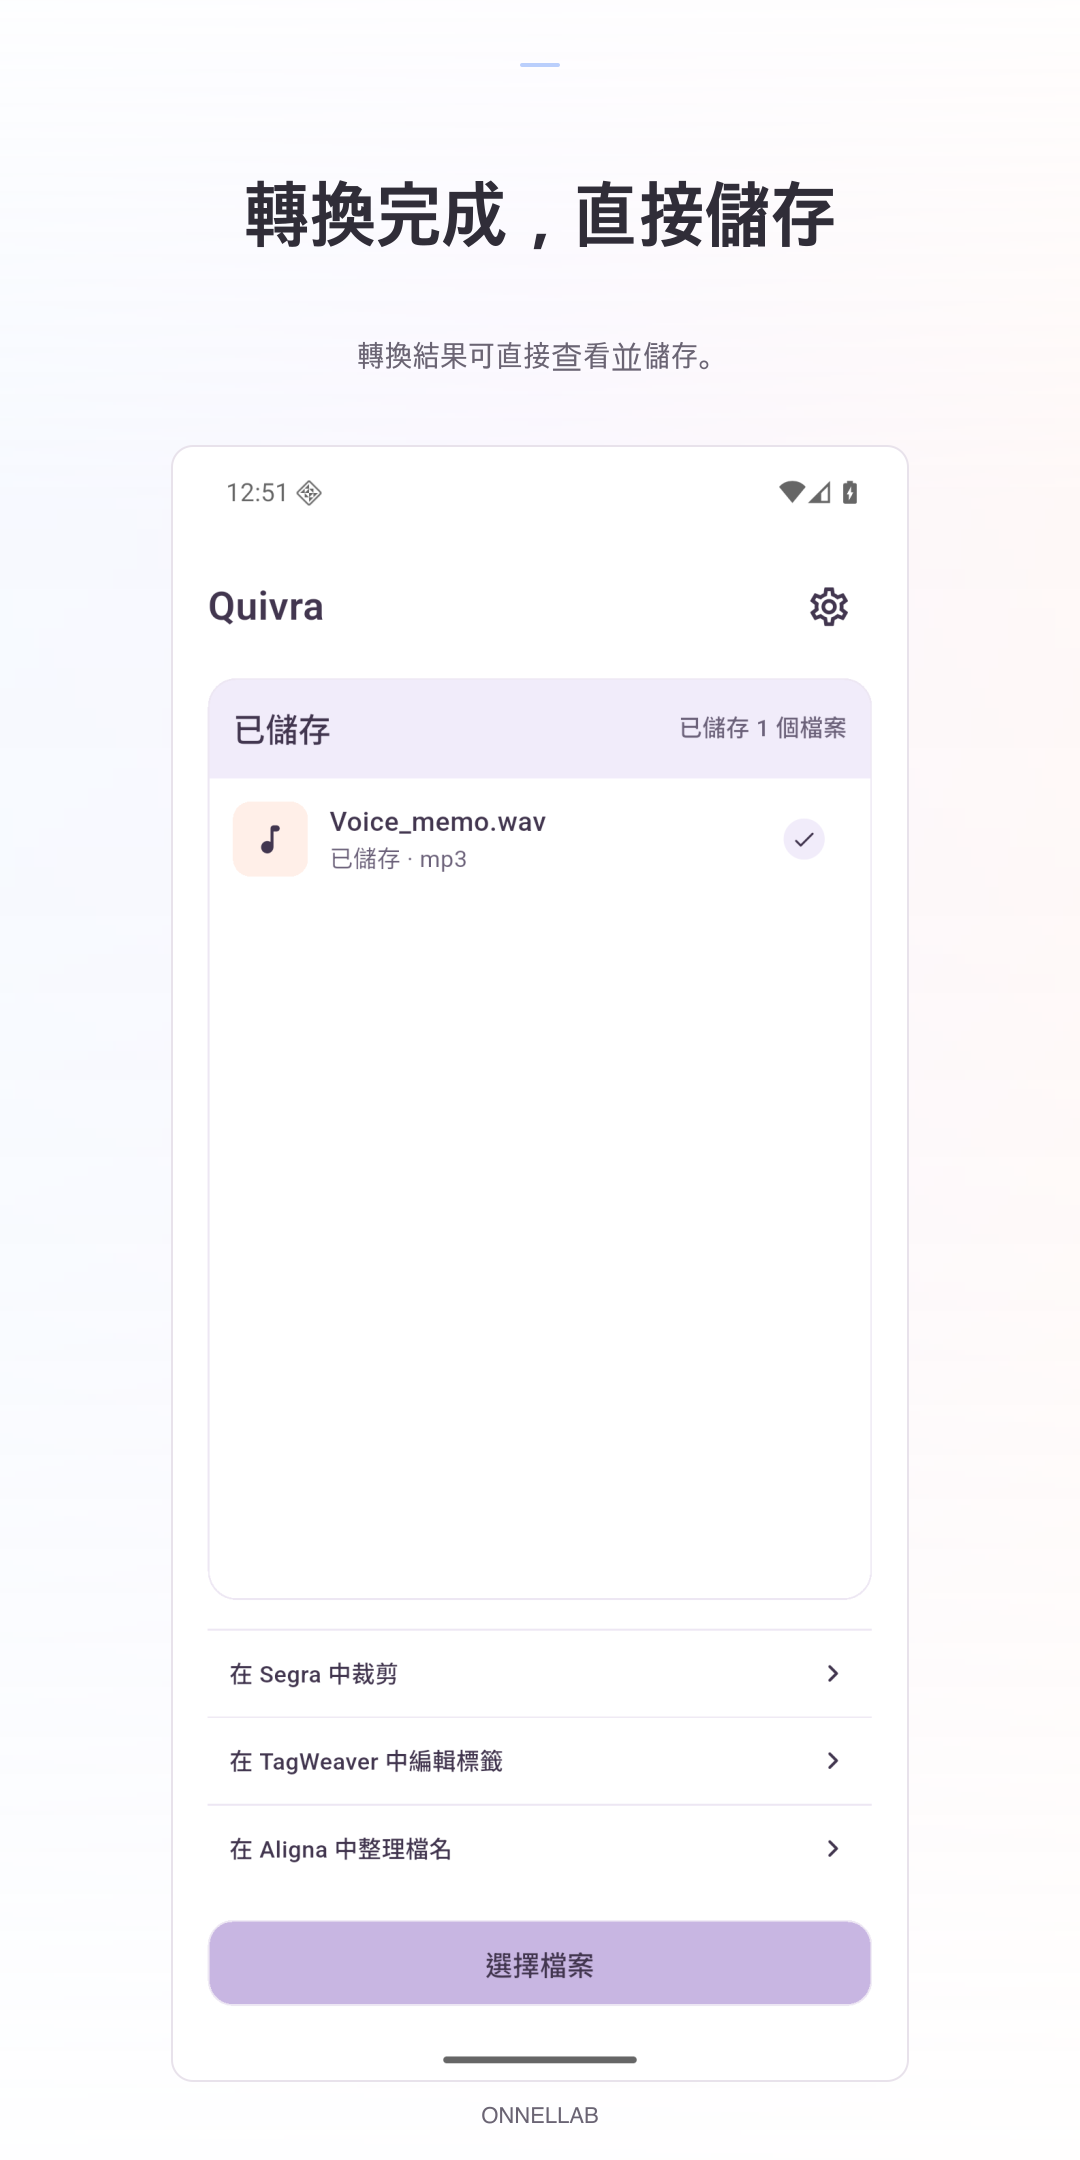 轉換完成，直接儲存
轉換結果可直接查看並儲存。
12:51
Quivra
已儲存
已儲存 1 個檔案
Voice_memo.wav
已儲存 · mp3
在 Segra 中裁剪
在 TagWeaver 中編輯標籤
在 Aligna 中整理檔名
選擇檔案
ONNELLAB